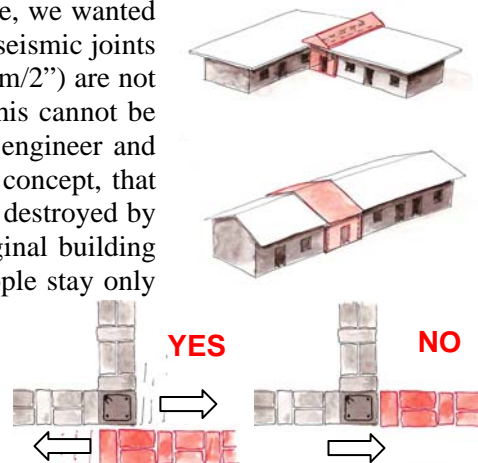 e, we wanted
seismic joints
m/2”) are not
his cannot be
engineer and
concept, that
destroyed by
ginal building
ple stay only
YES
NO